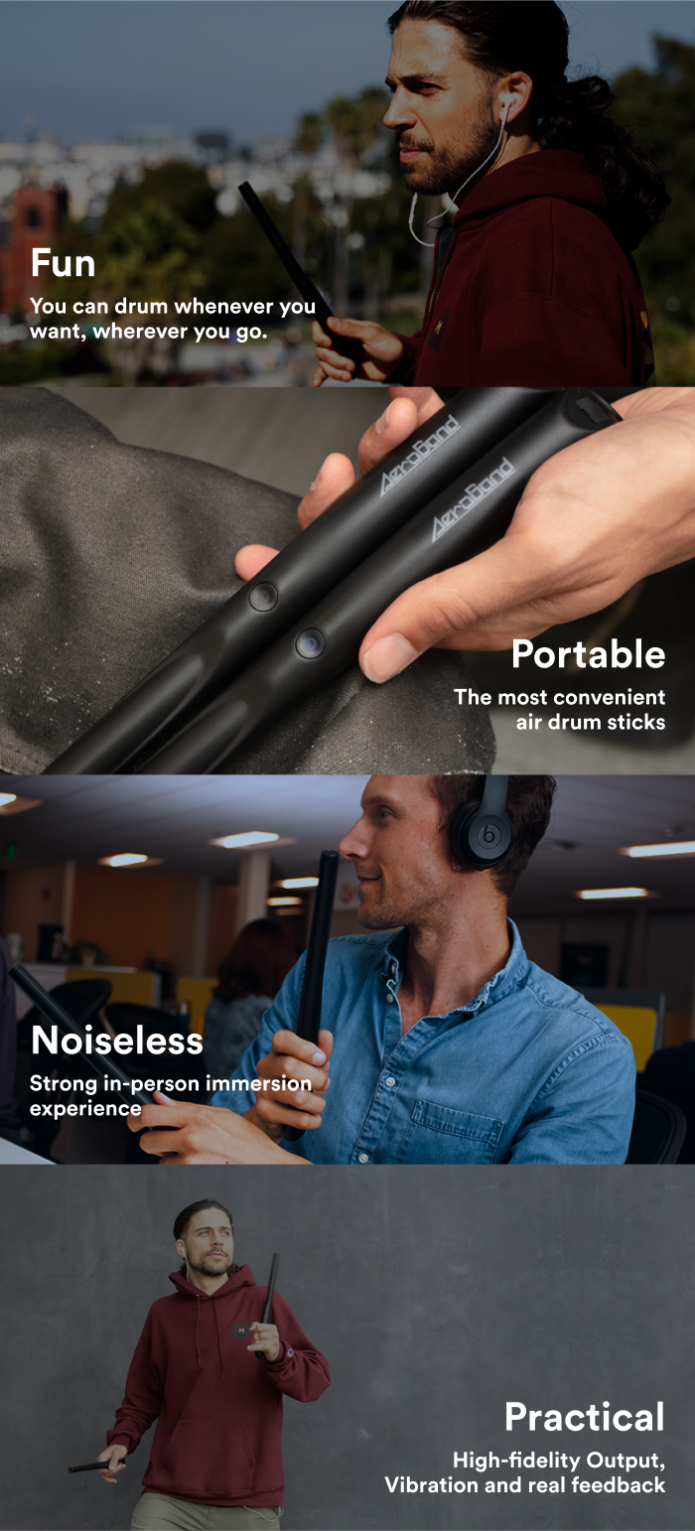 Fun
You can drum whenever you
want, wherever you go.
AeroBand
AeroBand
Portable
The most convenient
air drum sticks
b
Noiseless
Strong in-person immersion
experience
M
Practical
High-fidelity Output,
Vibration and real feedback